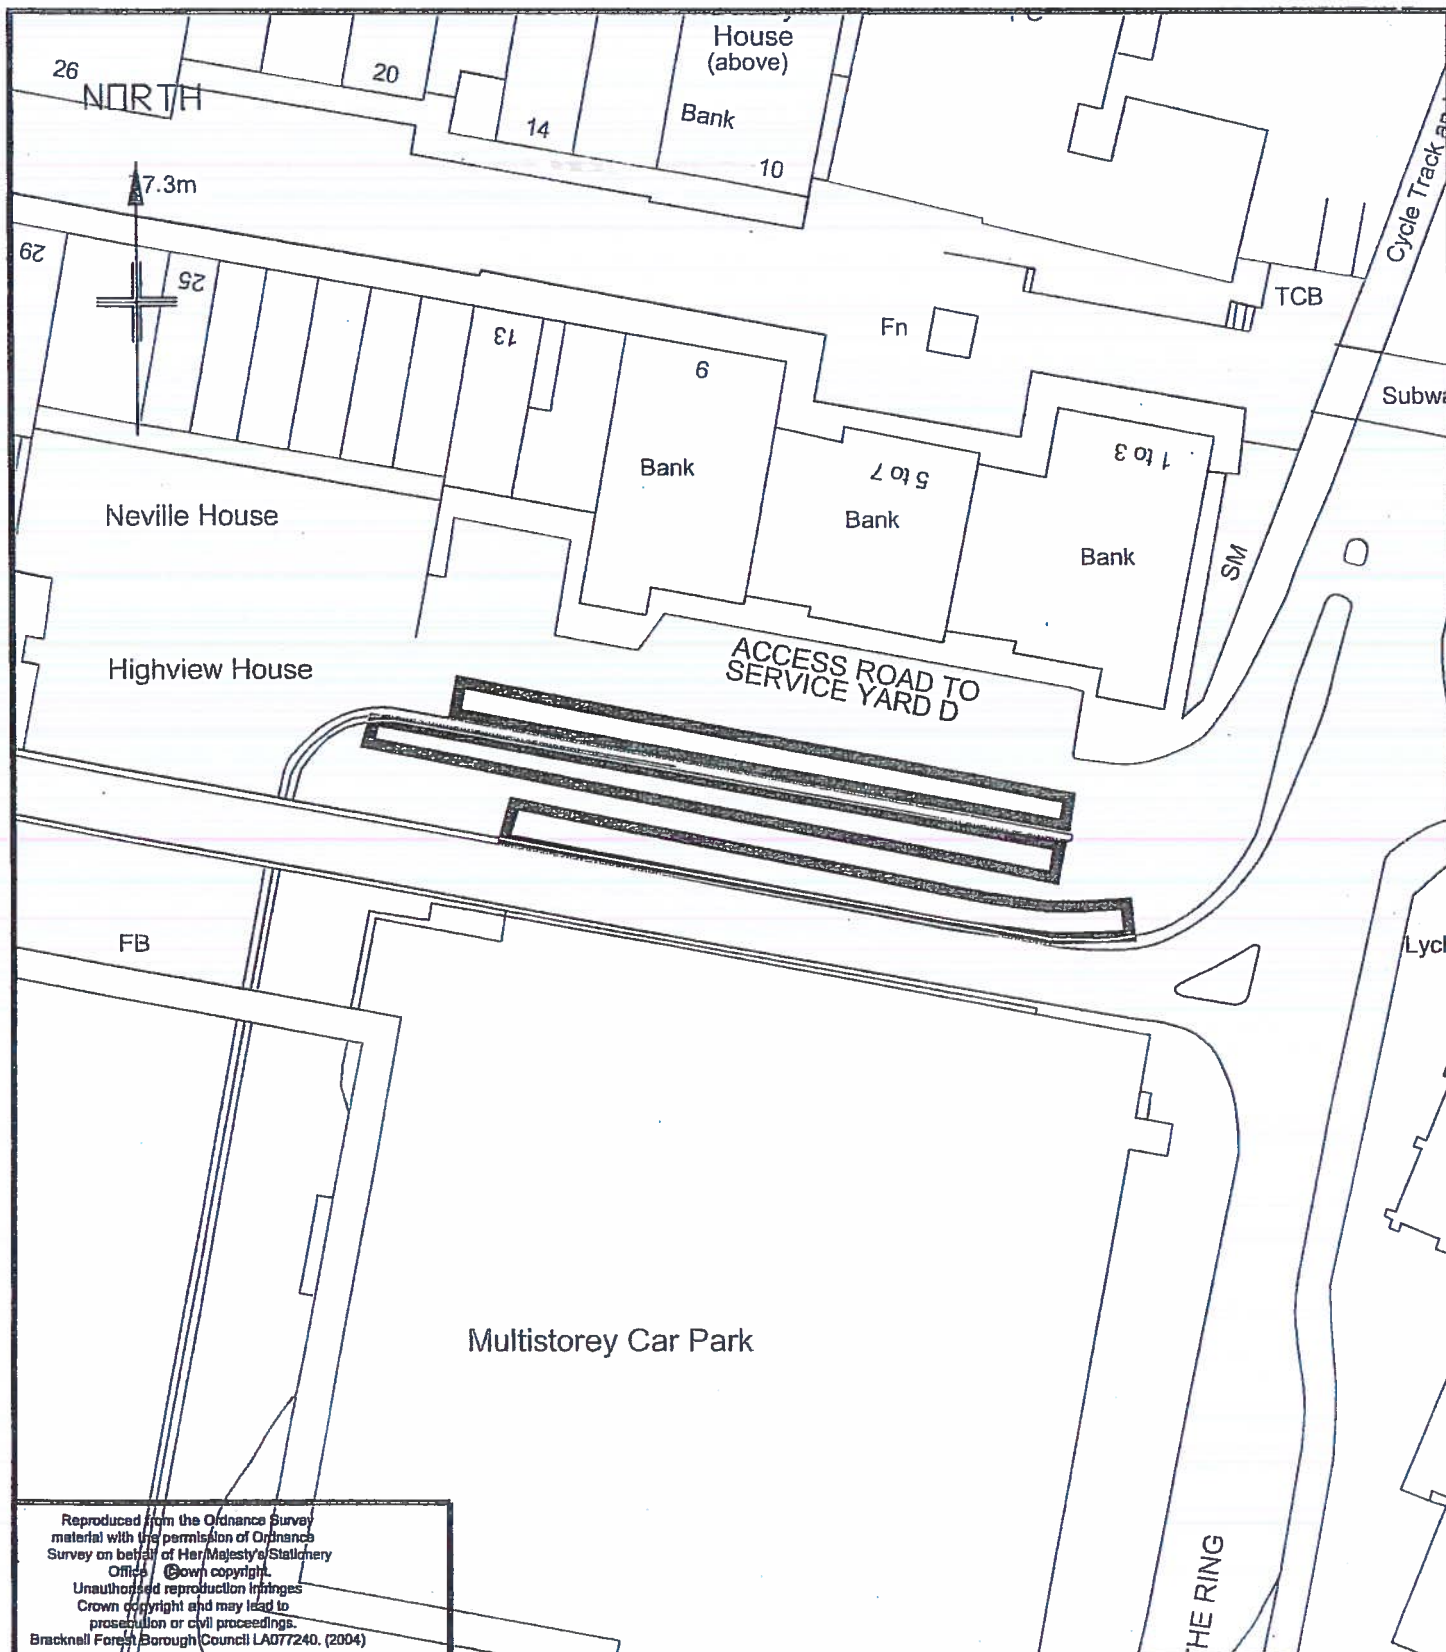 House
(above)
26
NORTH
20
Bank
14
10
7.3m
Cycle Track
29
25
TCB
Fn
13
9
Subwa
1 to 3
Bank
5 to 7
Neville House
Bank
Bank
SM
ACCESS ROAD TO
SERVICE YARD D
Highview House
FB
Lych
Multistorey Car Park
THE RING
Reproduced from the Ordnance Survey
material with the permission of Ordnance
Survey on behalf of Her Majesty's Stationery
Office. © Crown copyright.
Unauthorised reproduction infringes
Crown copyright and may lead to
prosecution or civil proceedings.
Bracknell Forest Borough Council LA077240. (2004)